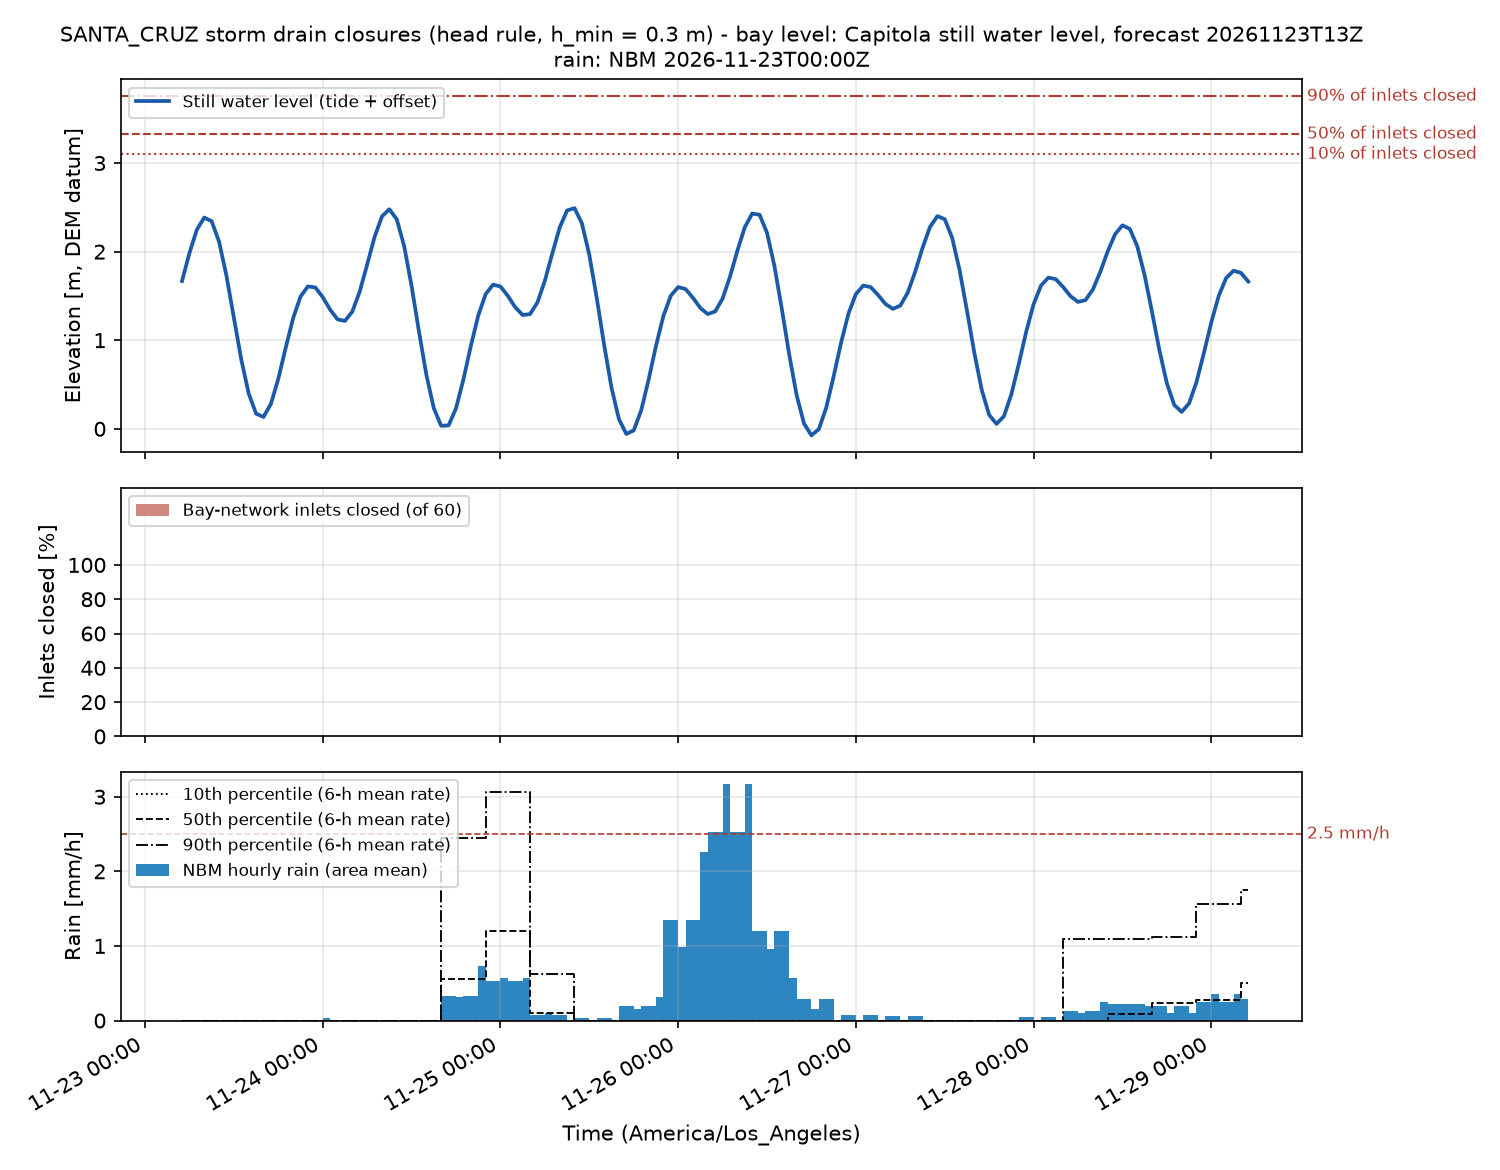 SANTA_CRUZ storm drain closures (head rule, h_min = 0.3 m) - bay level: Capitola still water level, forecast 20261123T13Z
rain: NBM 2026-11-23T00:00Z
Still water level (tide + offset)
90% of inlets closed
50% of inlets closed
10% of inlets closed
Elevation [m, DEM datum]
3
2
1
0
Bay-network inlets closed (of 60)
Inlets closed [%]
100
80
60
40
20
0
10th percentile (6-h mean rate)
50th percentile (6-h mean rate)
90th percentile (6-h mean rate)
NBM hourly rain (area mean)
2.5 mm/h
Rain [mm/h]
3
2
1
0
11-23 00:00
11-24 00:00
11-25 00:00
11-26 00:00
11-27 00:00
11-28 00:00
11-29 00:00
Time (America/Los_Angeles)